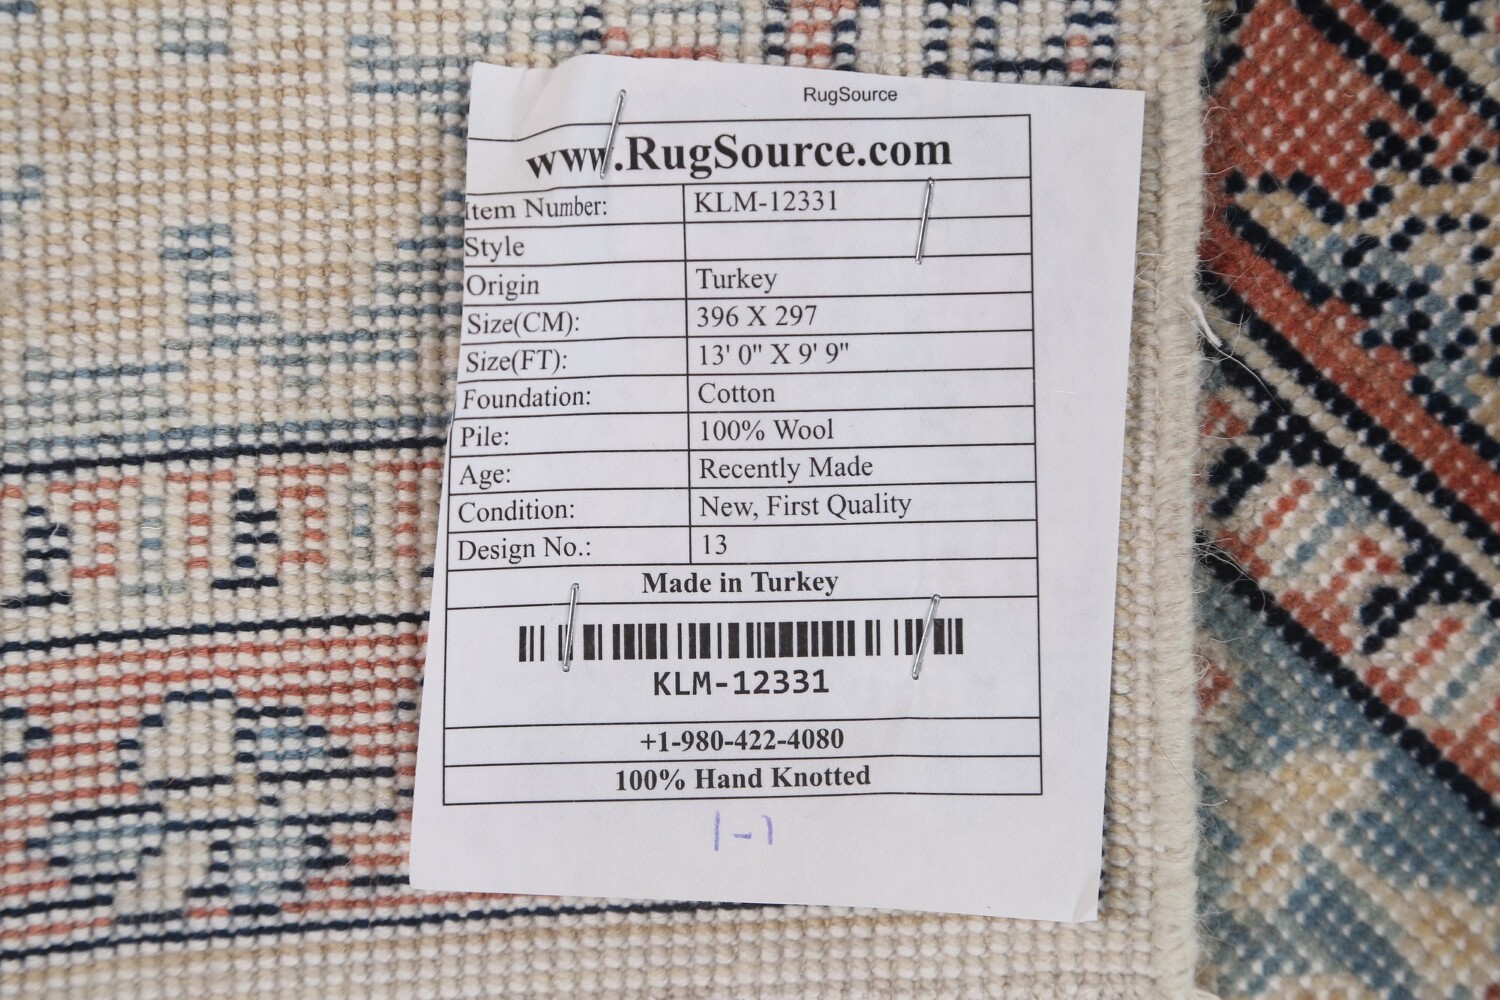 RugSource
www.RugSource.com
Item Number: KLM-12331
Style
Origin Turkey
Size(CM): 396 X 297
Size(FT): 13' 0" X 9' 9"
Foundation: Cotton
Pile: 100% Wool
Age: Recently Made
Condition: New, First Quality
Design No.: 13
Made in Turkey
KLM-12331
+1-980-422-4080
100% Hand Knotted
1-1